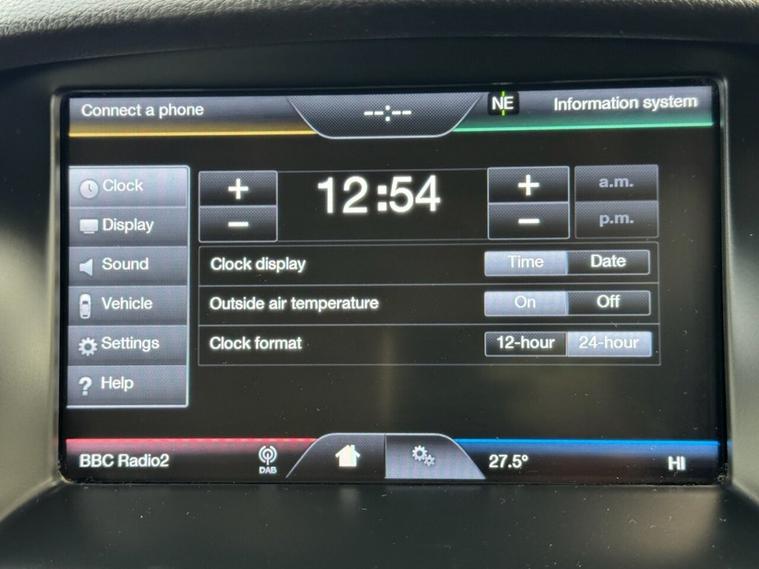 Connect a phone
--:--
NE
Information system
Clock
Display
Sound
Vehicle
Settings
? Help
+
12:54
+
a.m.
−
−
p.m.
Clock display
Time
Date
Outside air temperature
On
Off
Clock format
12-hour
24-hour
BBC Radio2
DAB
27.5°
HI